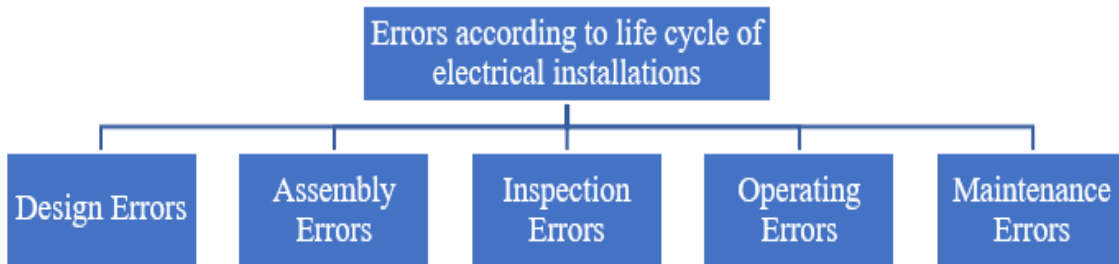 Errors according to life cycle of
electrical installations
Design Errors
Assembly
Errors
Inspection
Errors
Operating
Errors
Maintenance
Errors